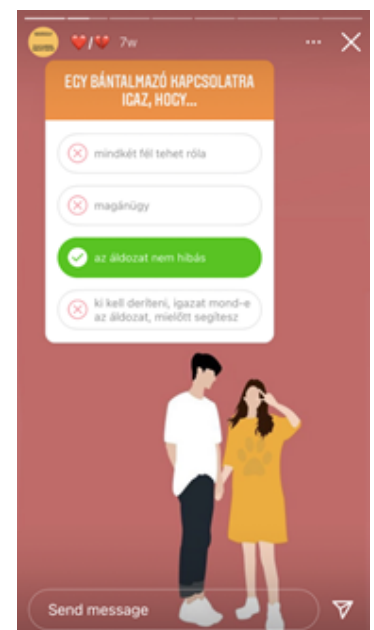 ❤️/❤️ 7w
EGY BÁNTALMAZÓ KAPCSOLATRA
IGAZ, HOGY...
mindkét fél tehet róla
magánügy
az áldozat nem hibás
ki kell deríteni, igazat mond-e
az áldozat, mielőtt segítesz
Send message